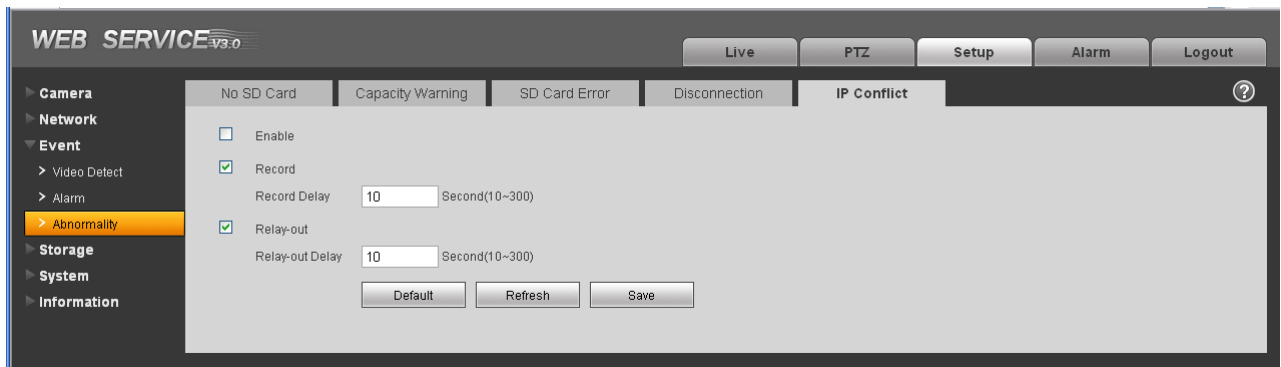 WEB SERVICE V3.0
Live PTZ Setup Alarm Logout
Camera
Network
Event
> Video Detect
> Alarm
> Abnormality
Storage
System
Information
No SD Card Capacity Warning SD Card Error Disconnection IP Conflict ?
Enable
Record
Record Delay 10 Second(10~300)
Relay-out
Relay-out Delay 10 Second(10~300)
Default Refresh Save